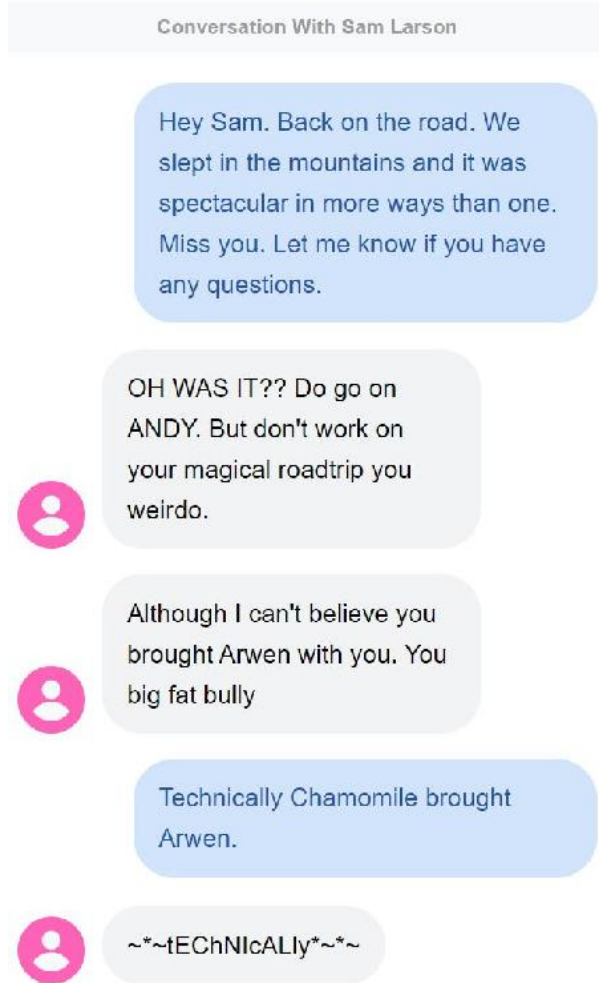 Conversation With Sam Larson
Hey Sam. Back on the road. We
slept in the mountains and it was
spectacular in more ways than one.
Miss you. Let me know if you have
any questions.
OH WAS IT?? Do go on
ANDY. But don't work on
your magical roadtrip you
weirdo.
Although I can't believe you
brought Arwen with you. You
big fat bully
Technically Chamomile brought
Arwen.
~*~tEChNIcALly*~*~